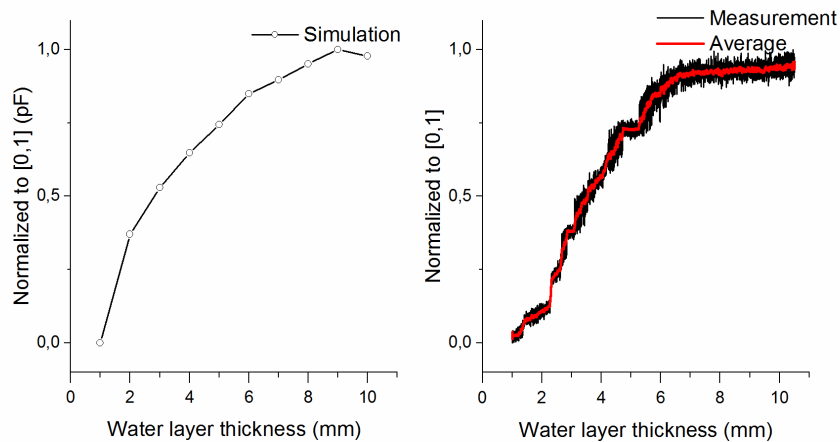 Simulation
Normalized to [0,1] (pF)
1,0
0,5
0,0
0 2 4 6 8 10
Water layer thickness (mm)
Measurement
Average
Normalized to [0,1]
1,0
0,5
0,0
0 2 4 6 8 10
Water layer thickness (mm)